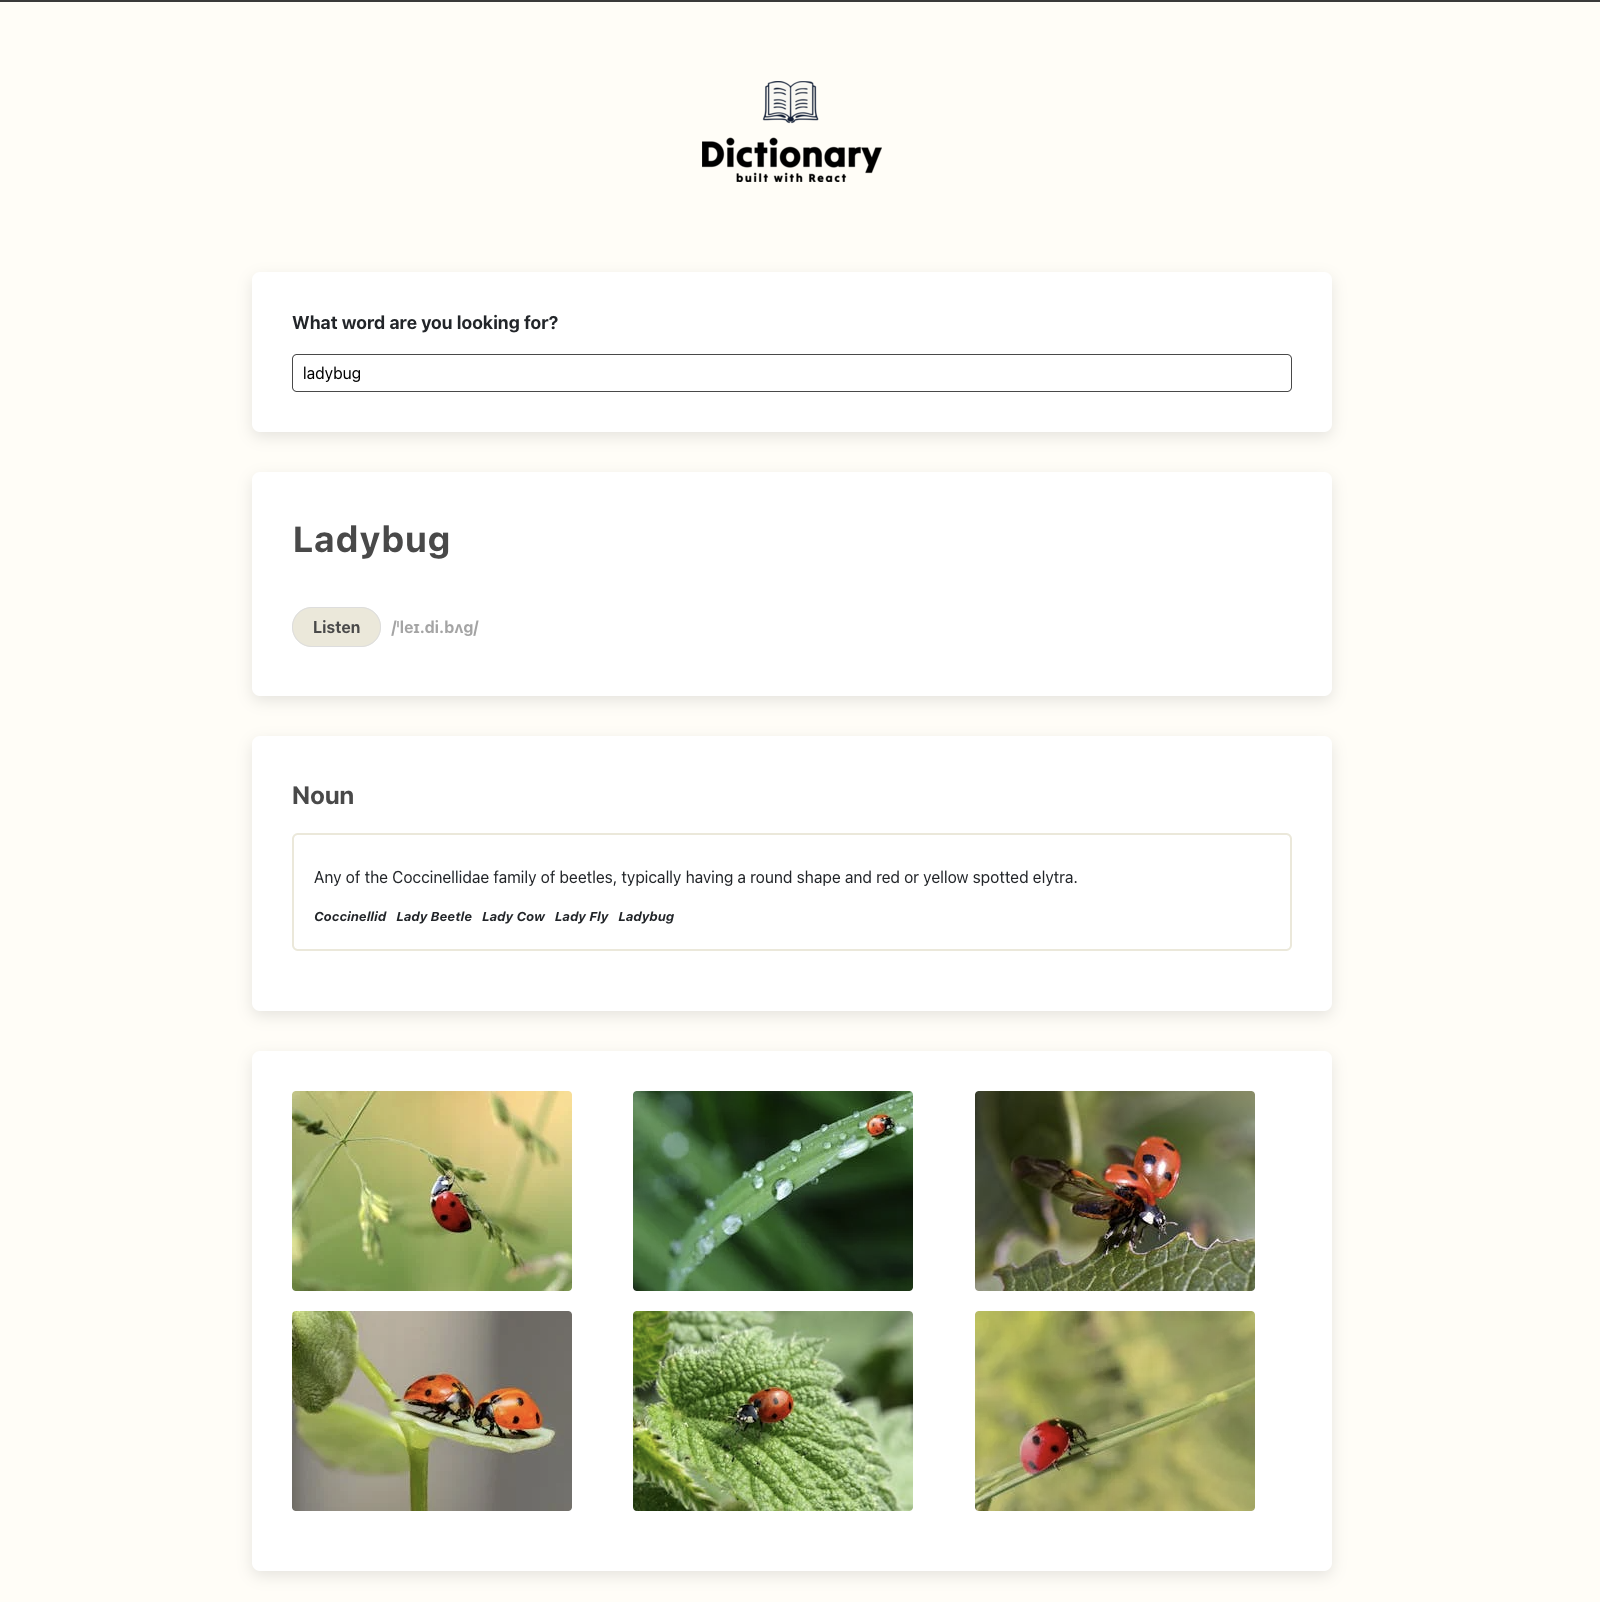 Dictionary
built with React
What word are you looking for?
ladybug
Ladybug
Listen /'leɪ.di.bʌg/
Noun
Any of the Coccinellidae family of beetles, typically having a round shape and red or yellow spotted elytra.
Coccinellid Lady Beetle Lady Cow Lady Fly Ladybug